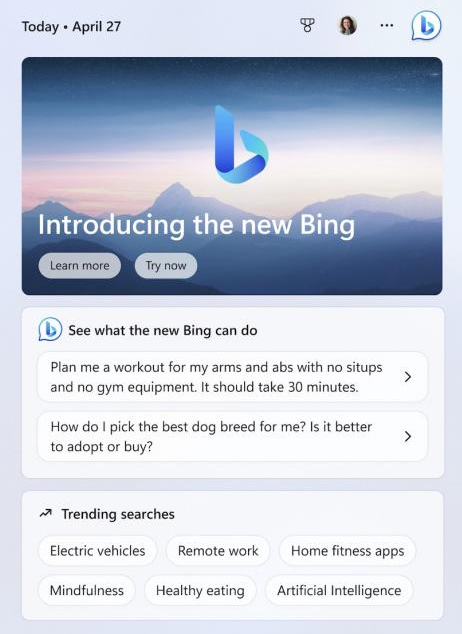 Today • April 27
Introducing the new Bing
Learn more
Try now
See what the new Bing can do
Plan me a workout for my arms and abs with no situps
and no gym equipment. It should take 30 minutes.
How do I pick the best dog breed for me? Is it better
to adopt or buy?
Trending searches
Electric vehicles
Remote work
Home fitness apps
Mindfulness
Healthy eating
Artificial Intelligence